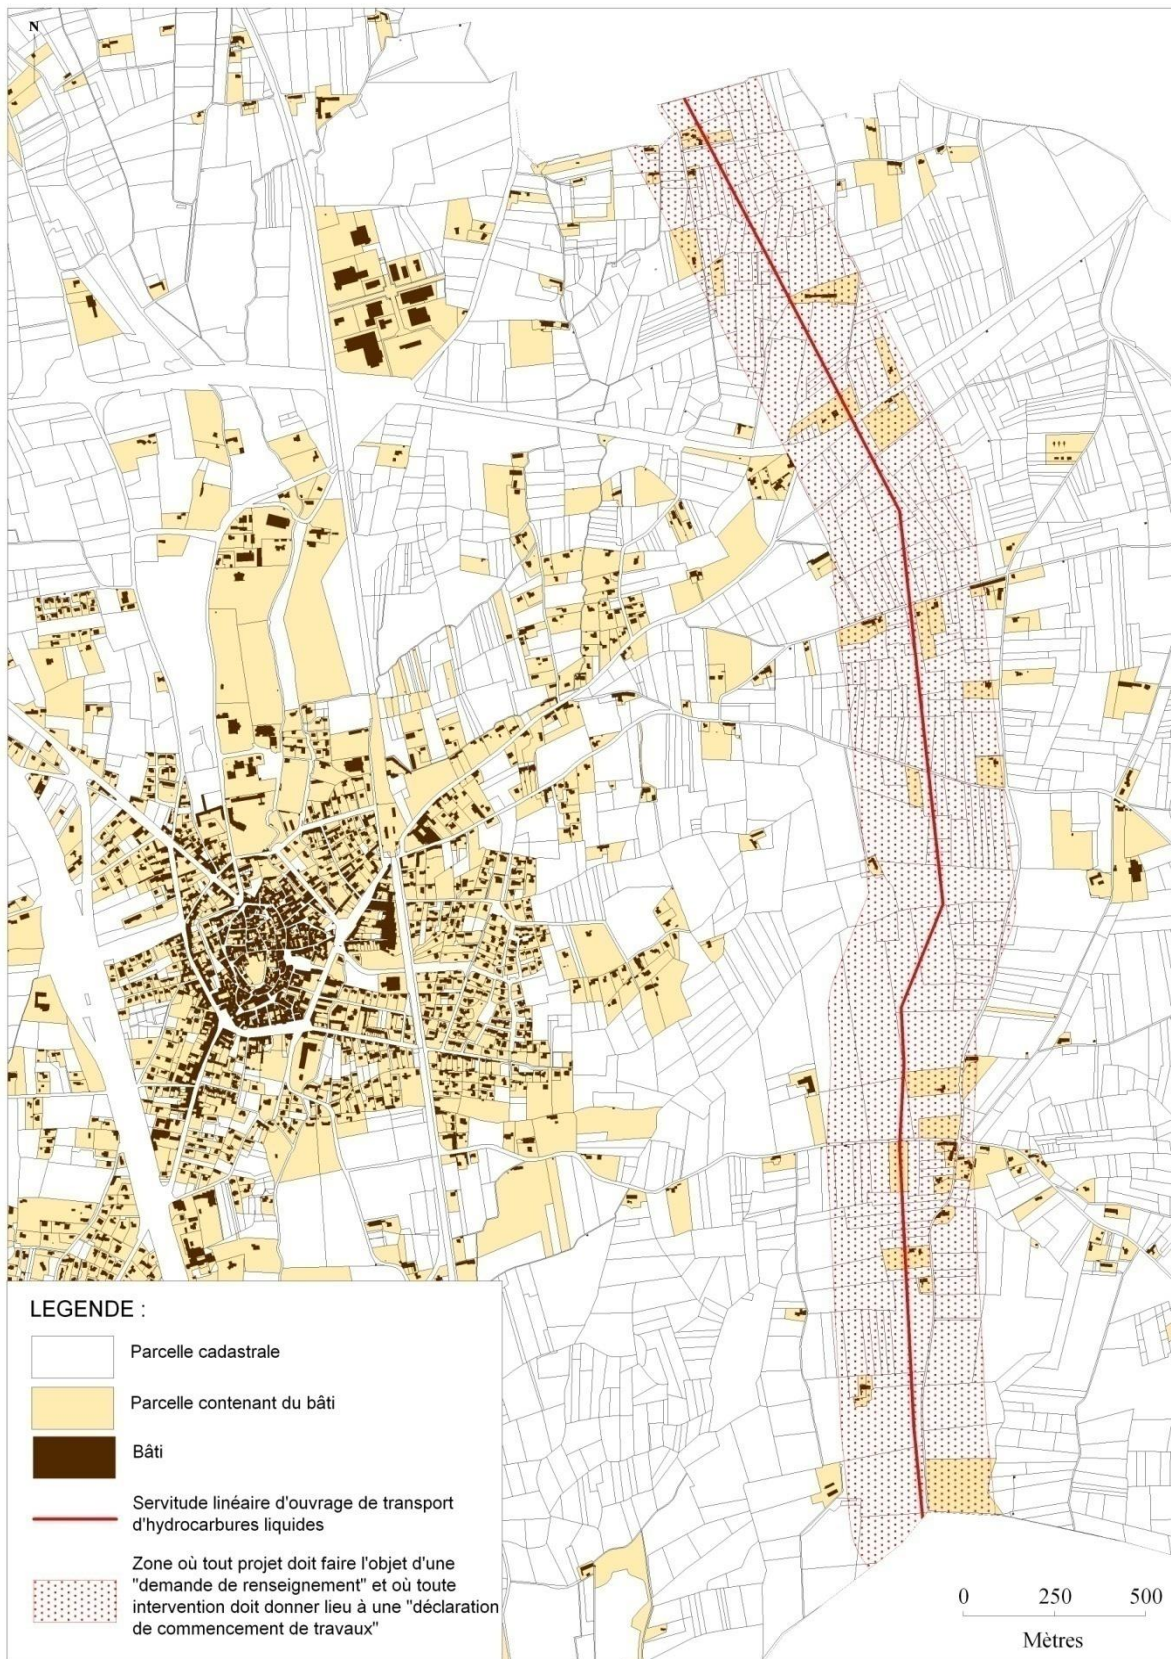 N
LEGENDE :
Parcelle cadastrale
Parcelle contenant du bâti
Bâti
Servitude linéaire d'ouvrage de transport
d'hydrocarbures liquides
Zone où tout projet doit faire l'objet d'une
"demande de renseignement" et où toute
intervention doit donner lieu à une "déclaration
de commencement de travaux"
0 250 500
Mètres